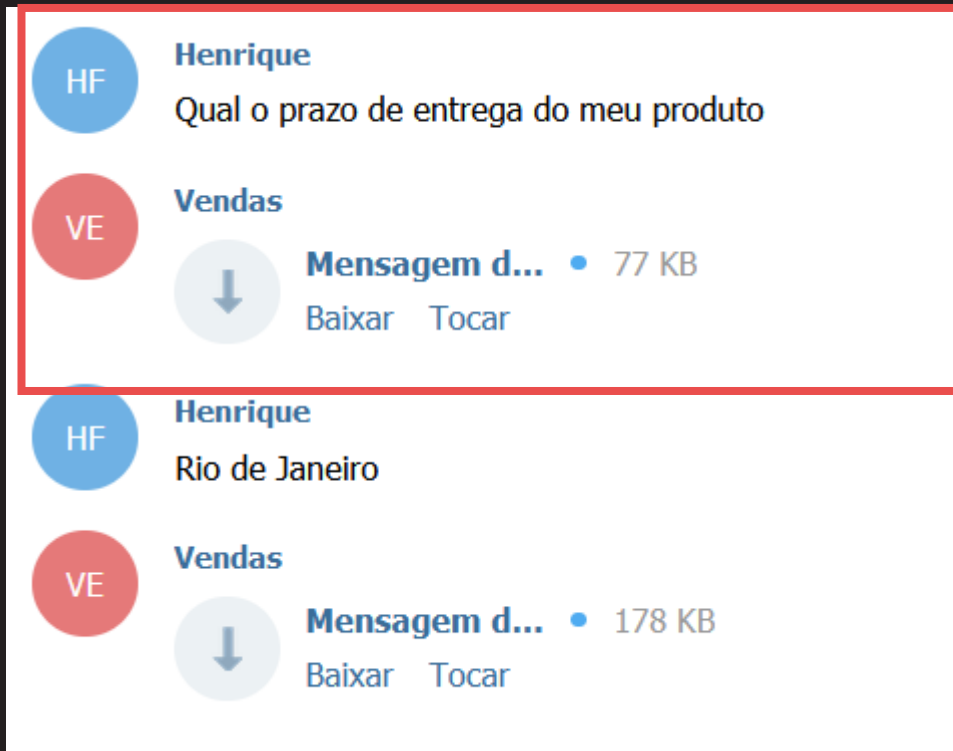 HF
Henrique
Qual o prazo de entrega do meu produto
VE
Vendas
Mensagem d... • 77 KB
Baixar Tocar
HF
Henrique
Rio de Janeiro
VE
Vendas
Mensagem d... • 178 KB
Baixar Tocar